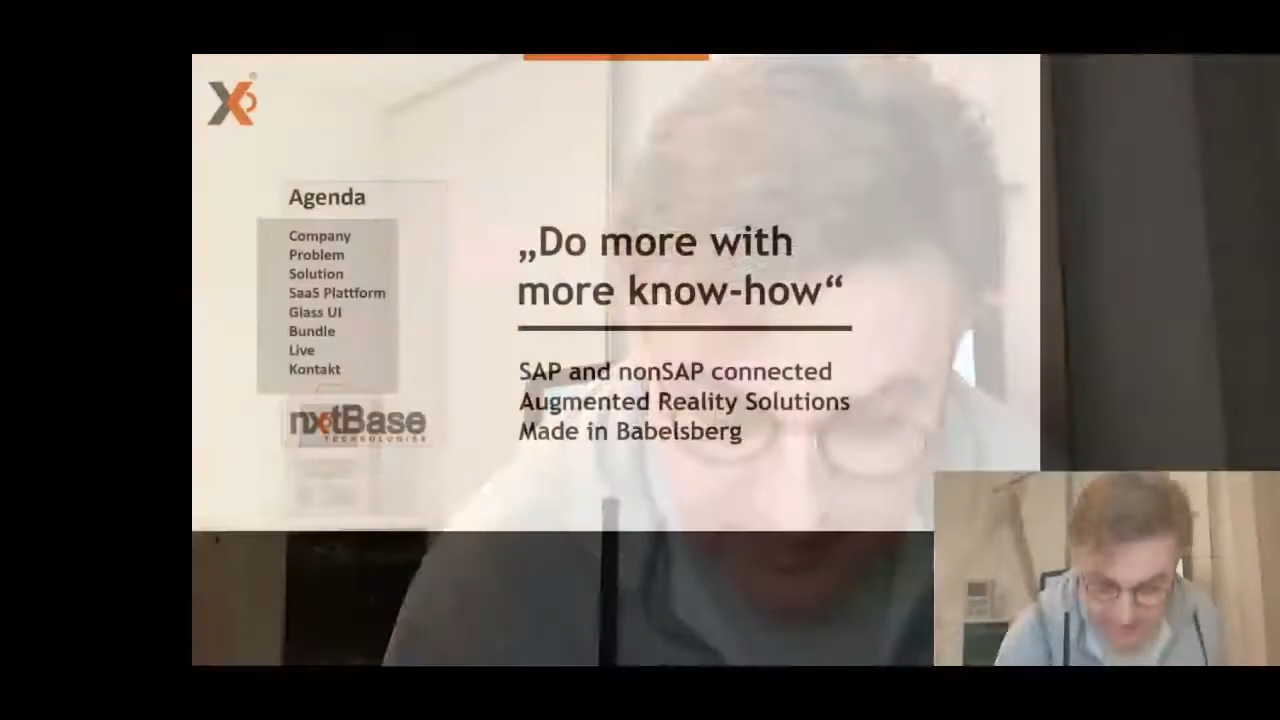 Agenda
Company
Problem
Solution
SaaS Plattform
Glass UI
Bundle
Live
Kontakt
nxtBase
TECHNOLOGIES
„Do more with
more know-how“
SAP and nonSAP connected
Augmented Reality Solutions
Made in Babelsberg